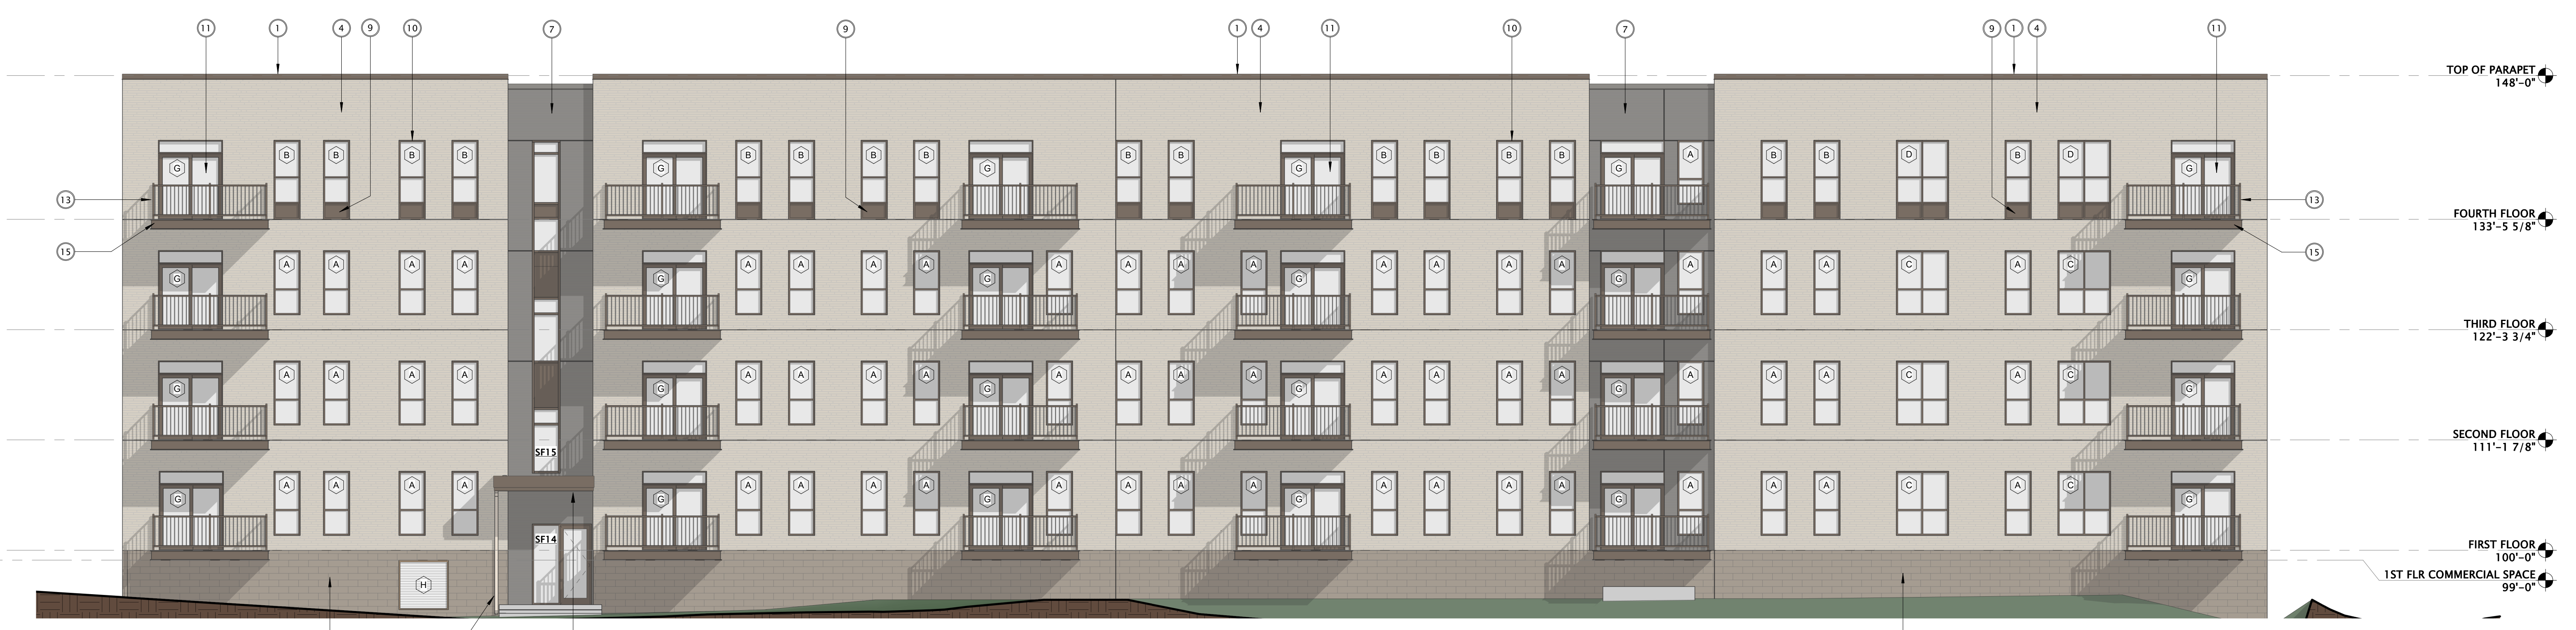 11 1 4 9 10 7 9 1 4 11 10 7 9 1 4 11
TOP OF PARAPET
148'-0"
G B B B B G B B B B G B B G B B B B G A B B D B D G
13 13
FOURTH FLOOR
133'-5 5/8"
15 15
G A A A A G A A A A G A A A G A A A A G A A A C A C G
THIRD FLOOR
122'-3 3/4"
G A A A A G A A A A G A A A G A A A A G A A A C A C G
SECOND FLOOR
111'-1 7/8"
SF15
G A A A A G A A A A G A A A G A A A A G A A A C A C G
SF14
FIRST FLOOR
100'-0"
H
1ST FLR COMMERCIAL SPACE
99'-0"